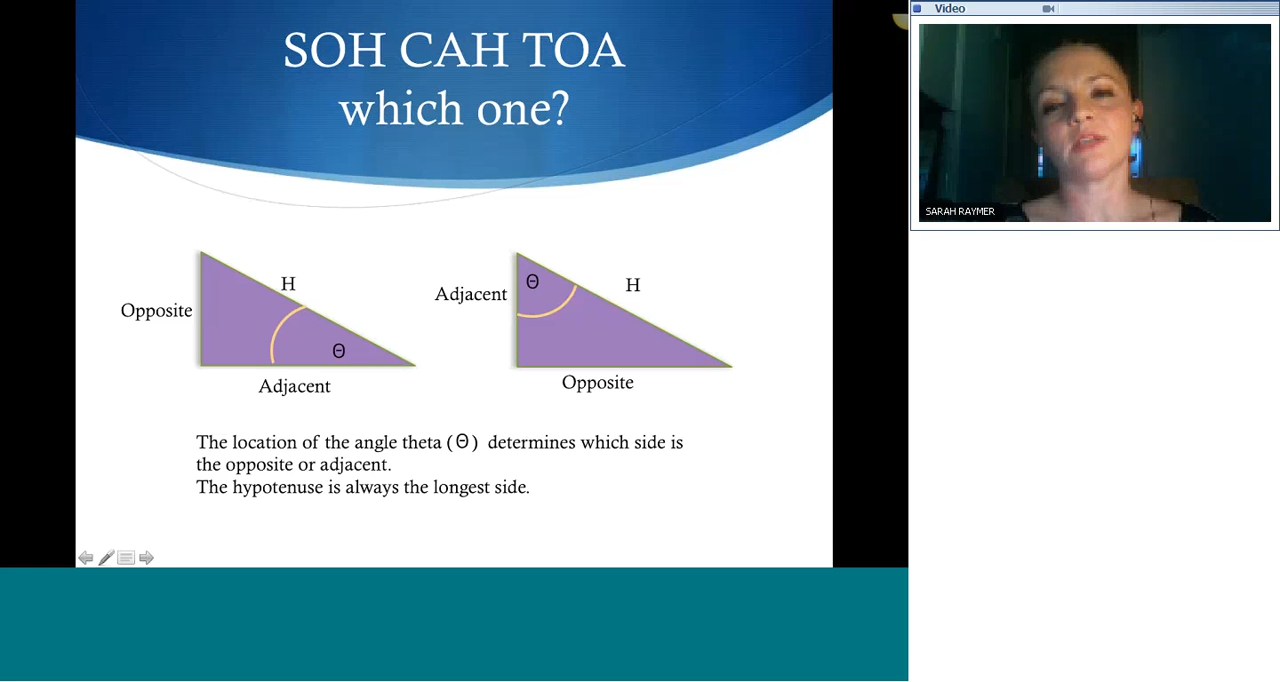 SOH CAH TOA
which one?
H
Opposite
Θ
Adjacent
Θ
H
Adjacent
Opposite
The location of the angle theta (Θ) determines which side is
the opposite or adjacent.
The hypotenuse is always the longest side.
Video
SARAH RAYMER